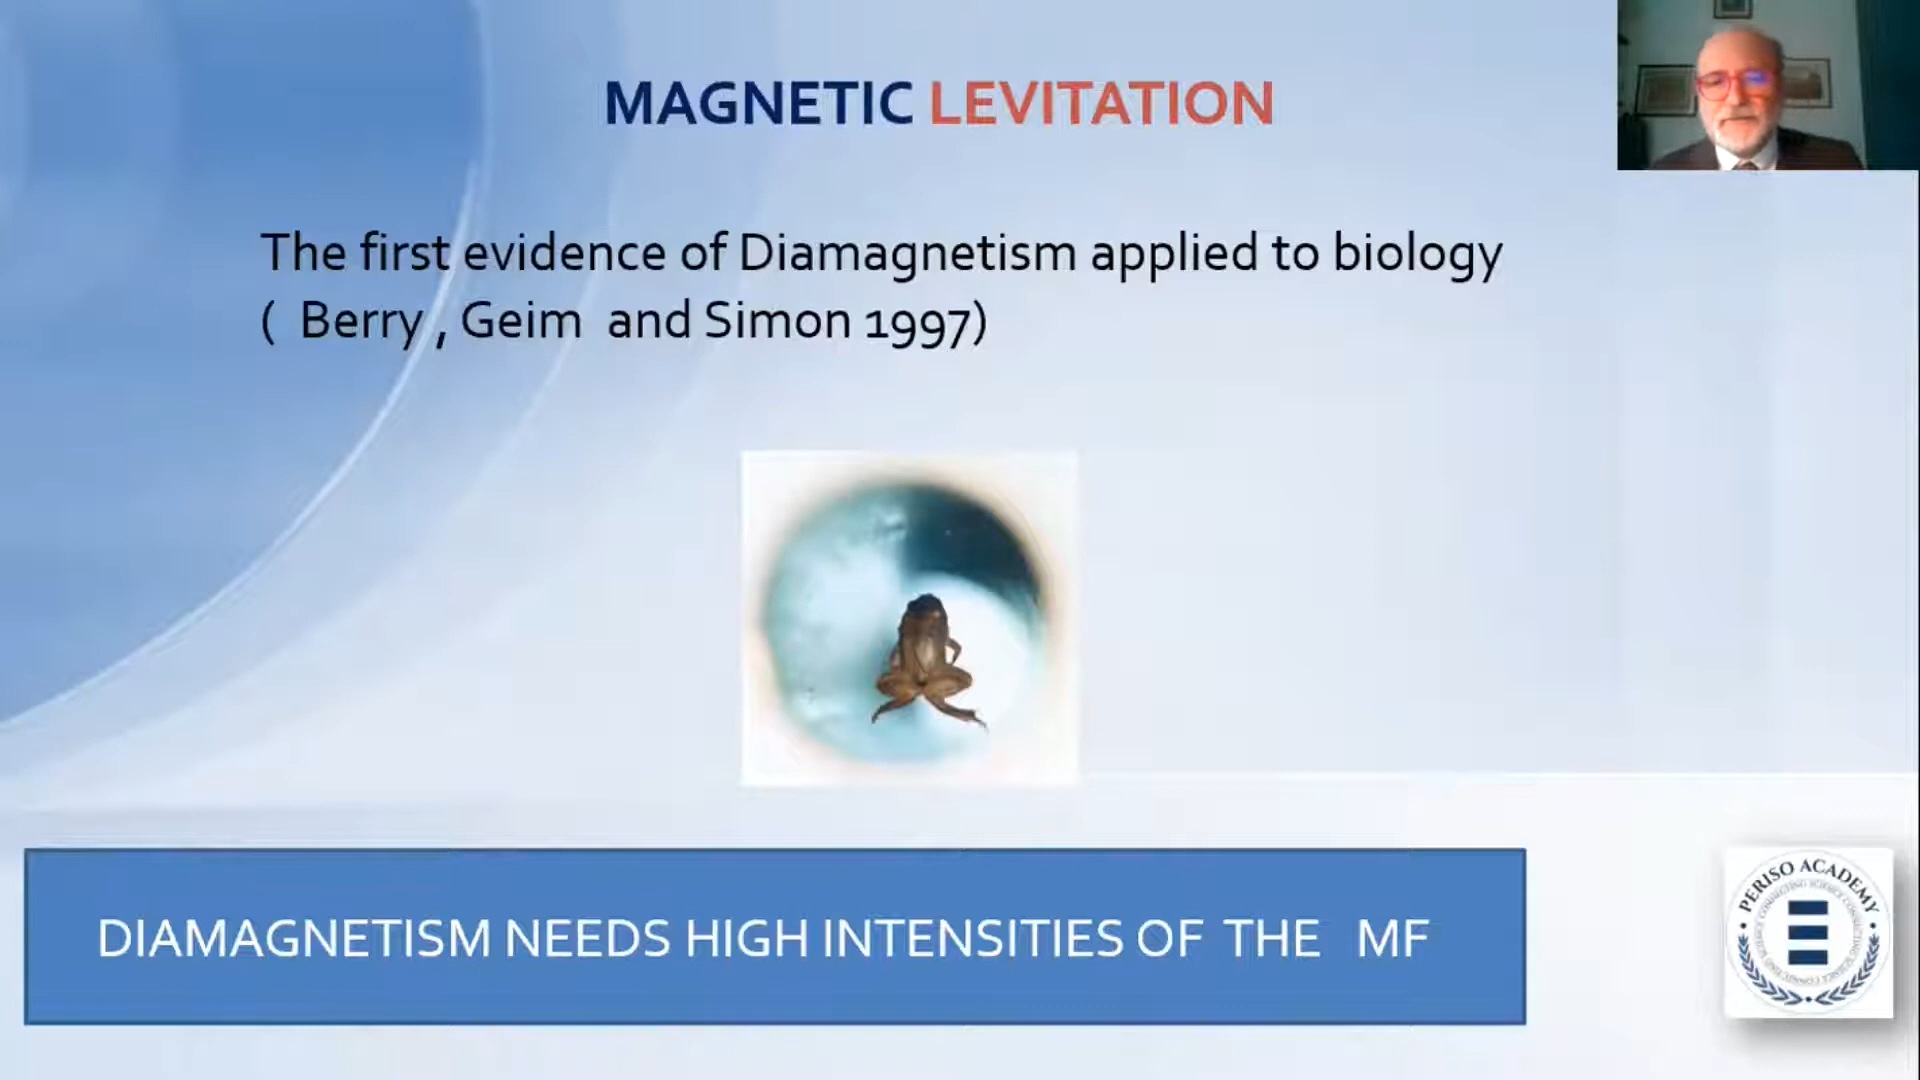 MAGNETIC LEVITATION
The first evidence of Diamagnetism applied to biology
( Berry , Geim and Simon 1997)
DIAMAGNETISM NEEDS HIGH INTENSITIES OF THE MF
PERISO ACADEMY